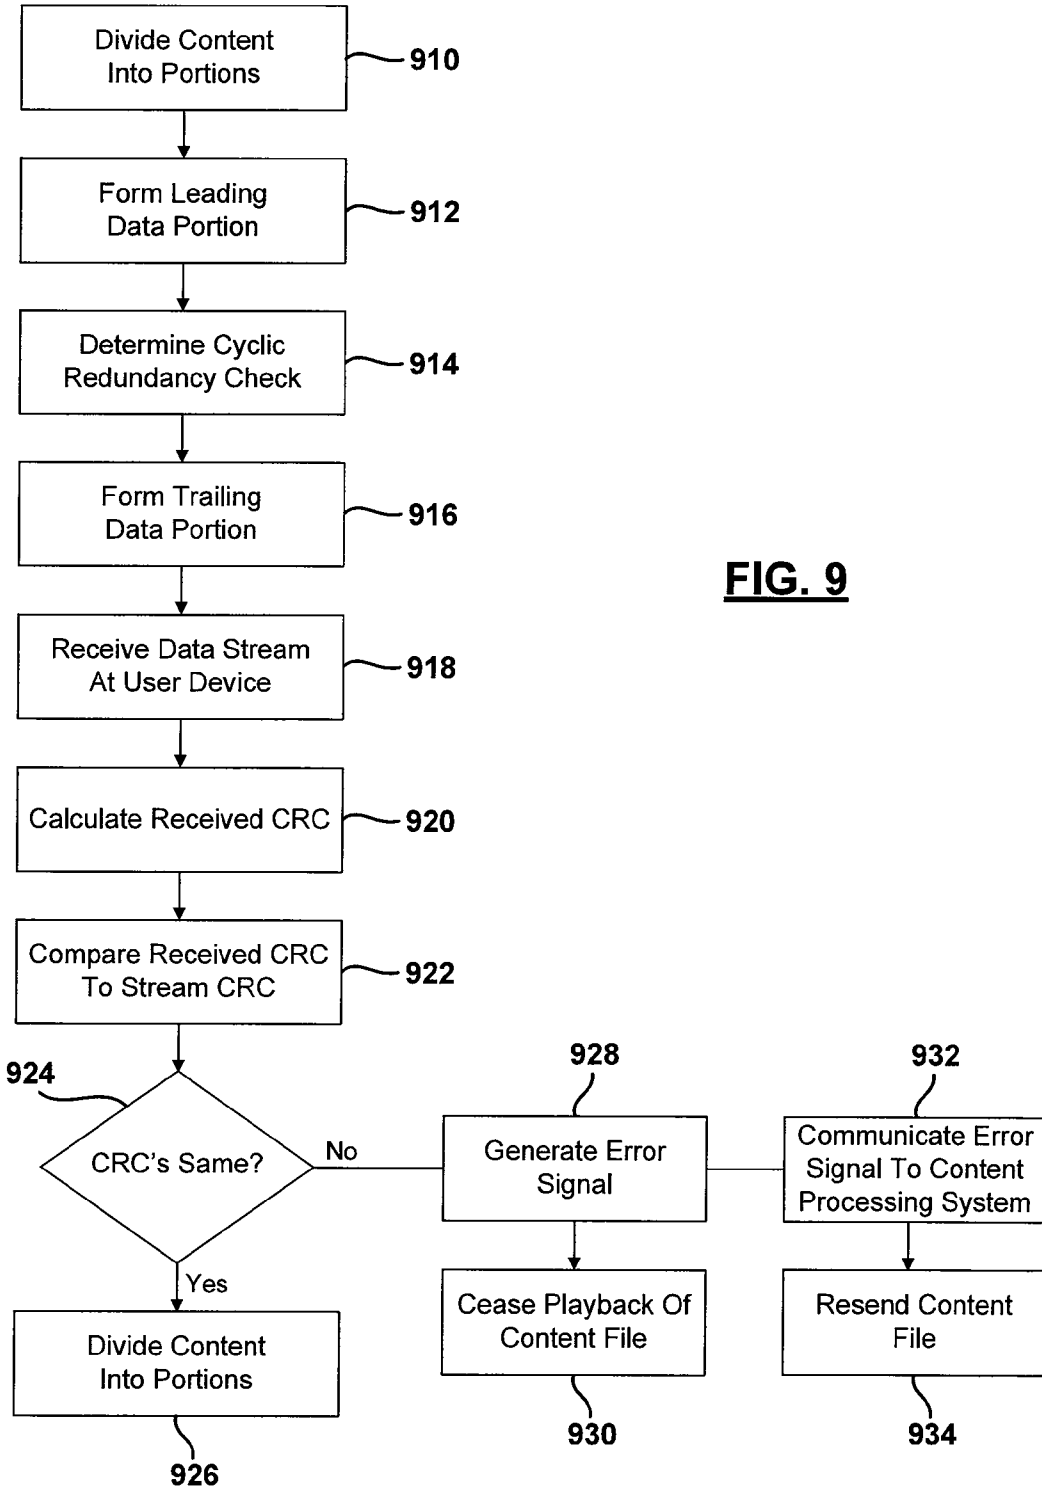 Divide Content
Into Portions
910
Form Leading
Data Portion
912
Determine Cyclic
Redundancy Check
914
Form Trailing
Data Portion
916
FIG. 9
Receive Data Stream
At User Device
918
Calculate Received CRC
920
Compare Received CRC
To Stream CRC
922
924
CRC's Same?
No
Yes
928
Generate Error
Signal
932
Communicate Error
Signal To Content
Processing System
Divide Content
Into Portions
926
Cease Playback Of
Content File
930
Resend Content
File
934